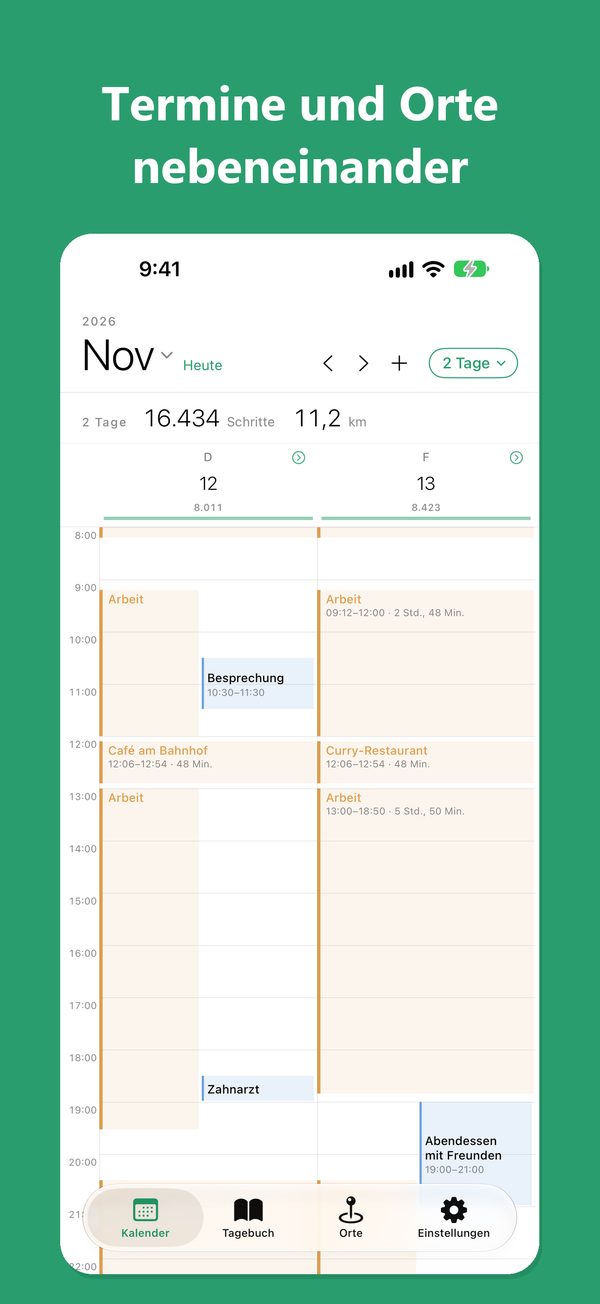 Termine und Orte
nebeneinander
9:41
2026
Nov
Heute
2 Tage
2 Tage 16.434 Schritte 11,2 km
D
F
12
13
8.011
8.423
8:00
9:00
Arbeit
Arbeit
09:12–12:00 · 2 Std., 48 Min.
10:00
Besprechung
10:30–11:30
11:00
12:00
Café am Bahnhof
12:06–12:54 · 48 Min.
Curry-Restaurant
12:06–12:54 · 48 Min.
13:00
Arbeit
Arbeit
13:00–18:50 · 5 Std., 50 Min.
14:00
15:00
16:00
17:00
18:00
Zahnarzt
19:00
Abendessen
mit Freunden
19:00–21:00
20:00
Kalender
Tagebuch
Orte
Einstellungen
22:00